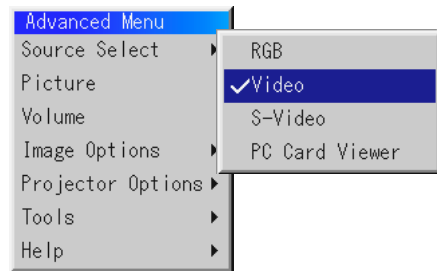 Advanced Menu
Source Select
Picture
Volume
Image Options
Projector Options
Tools
Help
RGB
Video
S-Video
PC Card Viewer